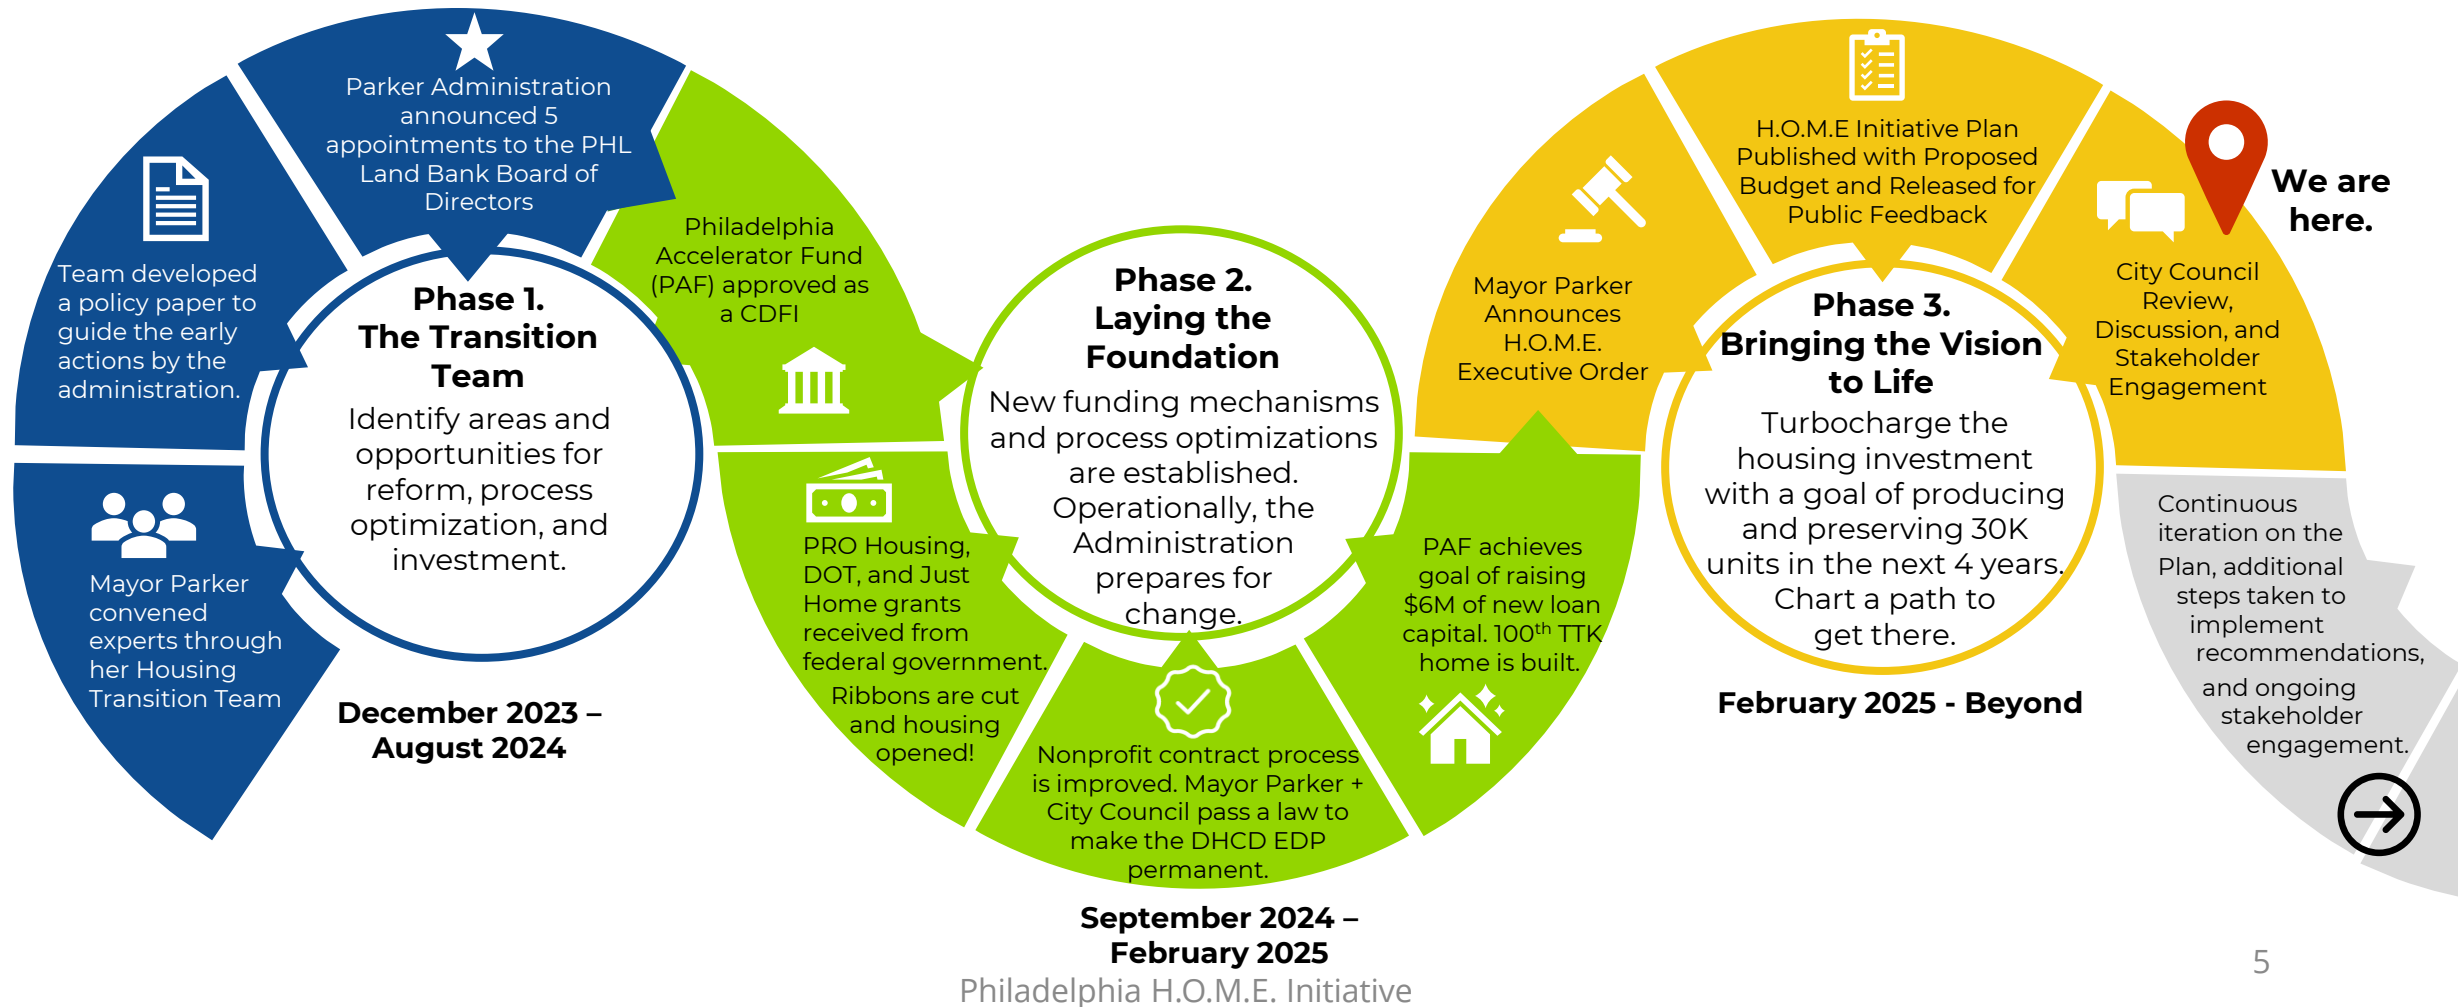 Mayor Parker
convened
experts through
her Housing
Transition Team
Team developed
a policy paper to
guide the early
actions by the
administration.
Parker Administration
announced 5
appointments to the PHL
Land Bank Board of
Directors
Phase 1.
The Transition
Team
Identify areas and
opportunities for
reform, process
optimization, and
investment.
December 2023 –
August 2024
Philadelphia
Accelerator Fund
(PAF) approved as
a CDFI
PRO Housing,
DOT, and Just
Home grants
received from
federal government.
Ribbons are cut
and housing
opened!
Nonprofit contract process
is improved. Mayor Parker +
City Council pass a law to
make the DHCD EDP
permanent.
PAF achieves
goal of raising
$6M of new loan
capital. 100th TTK
home is built.
Phase 2.
Laying the
Foundation
New funding mechanisms
and process optimizations
are established.
Operationally, the
Administration
prepares for
change.
September 2024 –
February 2025
Mayor Parker
Announces
H.O.M.E.
Executive Order
H.O.M.E Initiative Plan
Published with Proposed
Budget and Released for
Public Feedback
City Council
Review,
Discussion, and
Stakeholder
Engagement
We are
here.
Phase 3.
Bringing the Vision
to Life
Turbocharge the
housing investment
with a goal of producing
and preserving 30K
units in the next 4 years.
Chart a path to
get there.
February 2025 - Beyond
Continuous
iteration on the
Plan, additional
steps taken to
implement
recommendations,
and ongoing
stakeholder
engagement.
Philadelphia H.O.M.E. Initiative
5